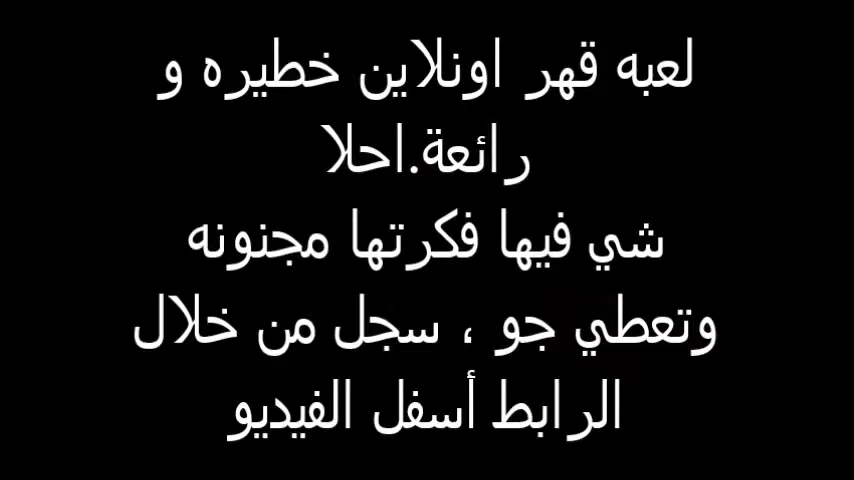 لعبه قهر اونلاين خطيره و
رائعة.احلا
شي فيها فكرتها مجنونه
وتعطي جو ، سجل من خلال
الرابط أسفل الفيديو